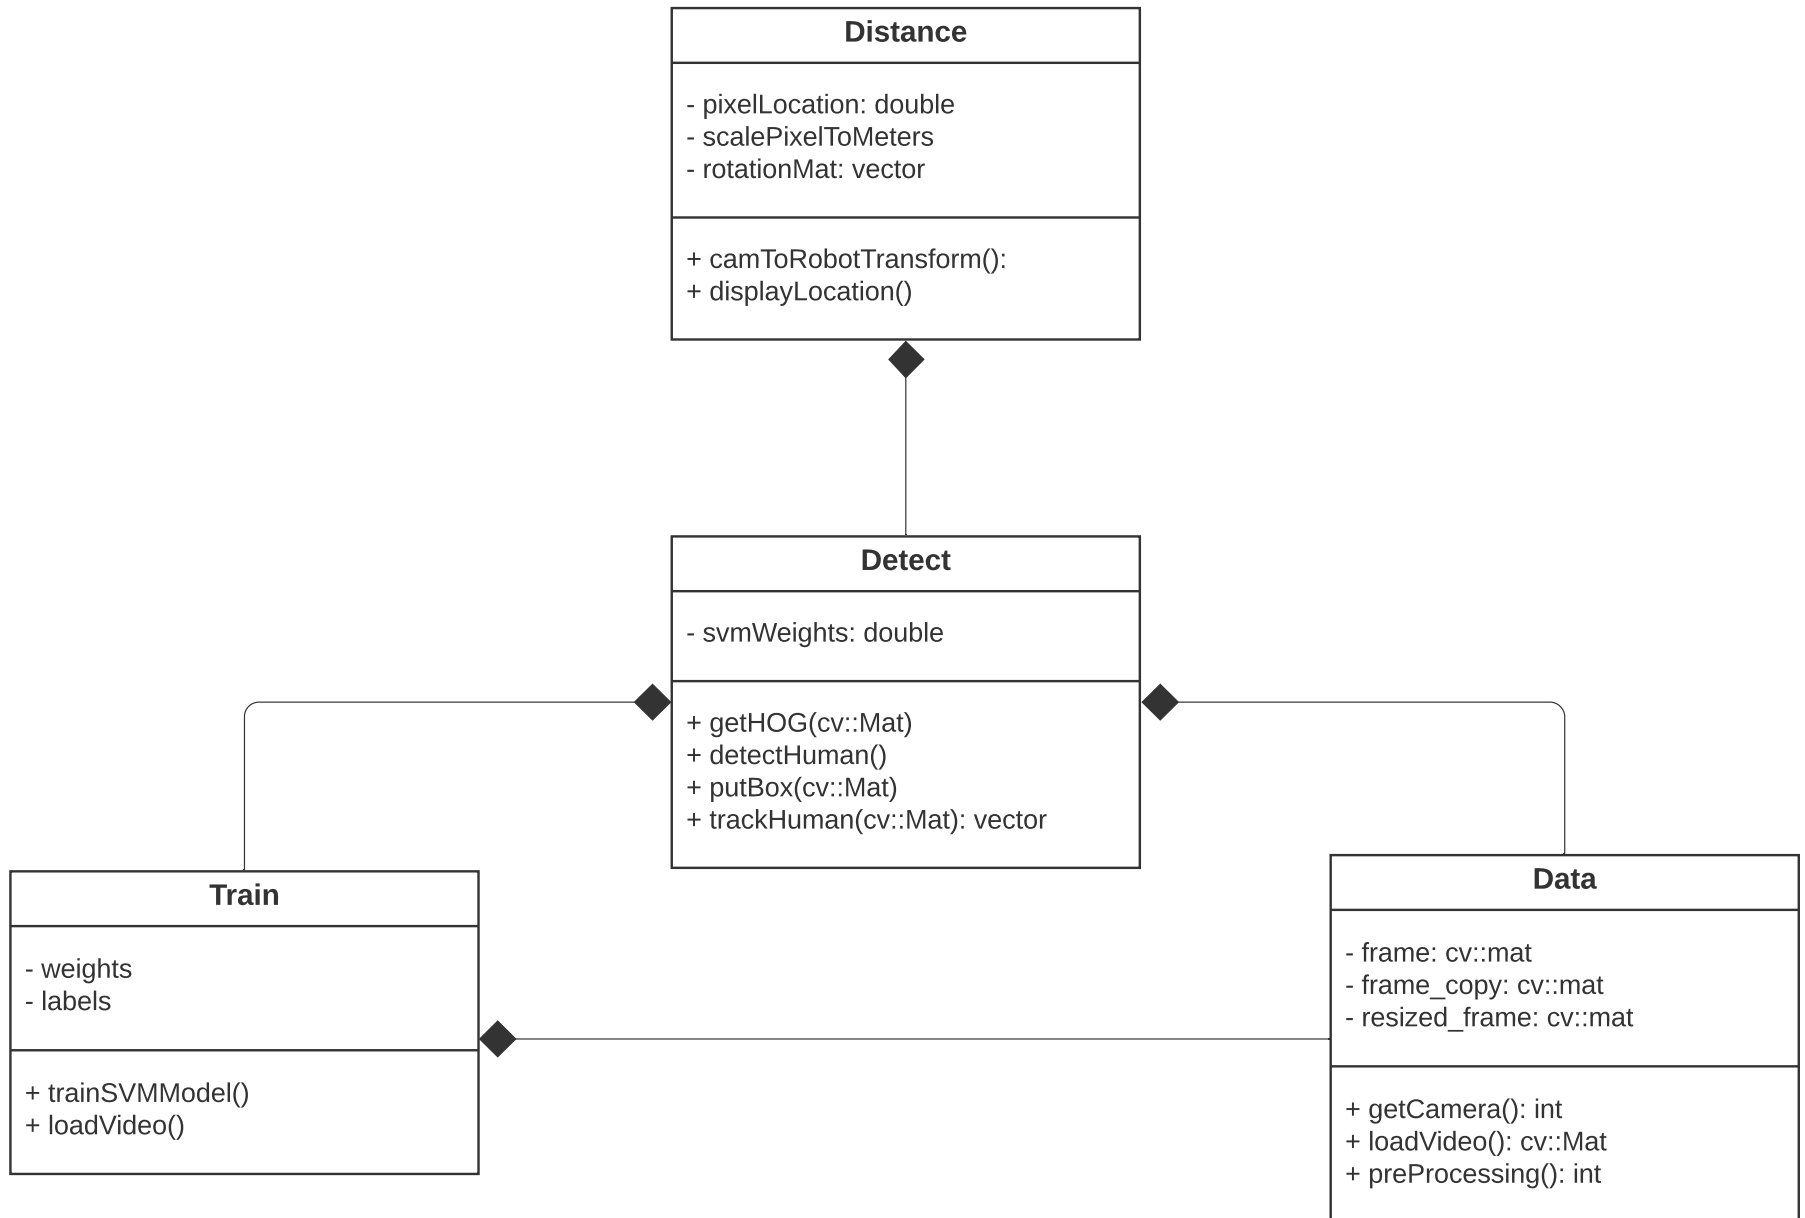 Distance
- pixelLocation: double
- scalePixelToMeters
- rotationMat: vector
+ camToRobotTransform():
+ displayLocation()
Detect
- svmWeights: double
+ getHOG(cv::Mat)
+ detectHuman()
+ putBox(cv::Mat)
+ trackHuman(cv::Mat): vector
Train
- weights
- labels
+ trainSVMModel()
+ loadVideo()
Data
- frame: cv::mat
- frame_copy: cv::mat
- resized_frame: cv::mat
+ getCamera(): int
+ loadVideo(): cv::Mat
+ preProcessing(): int